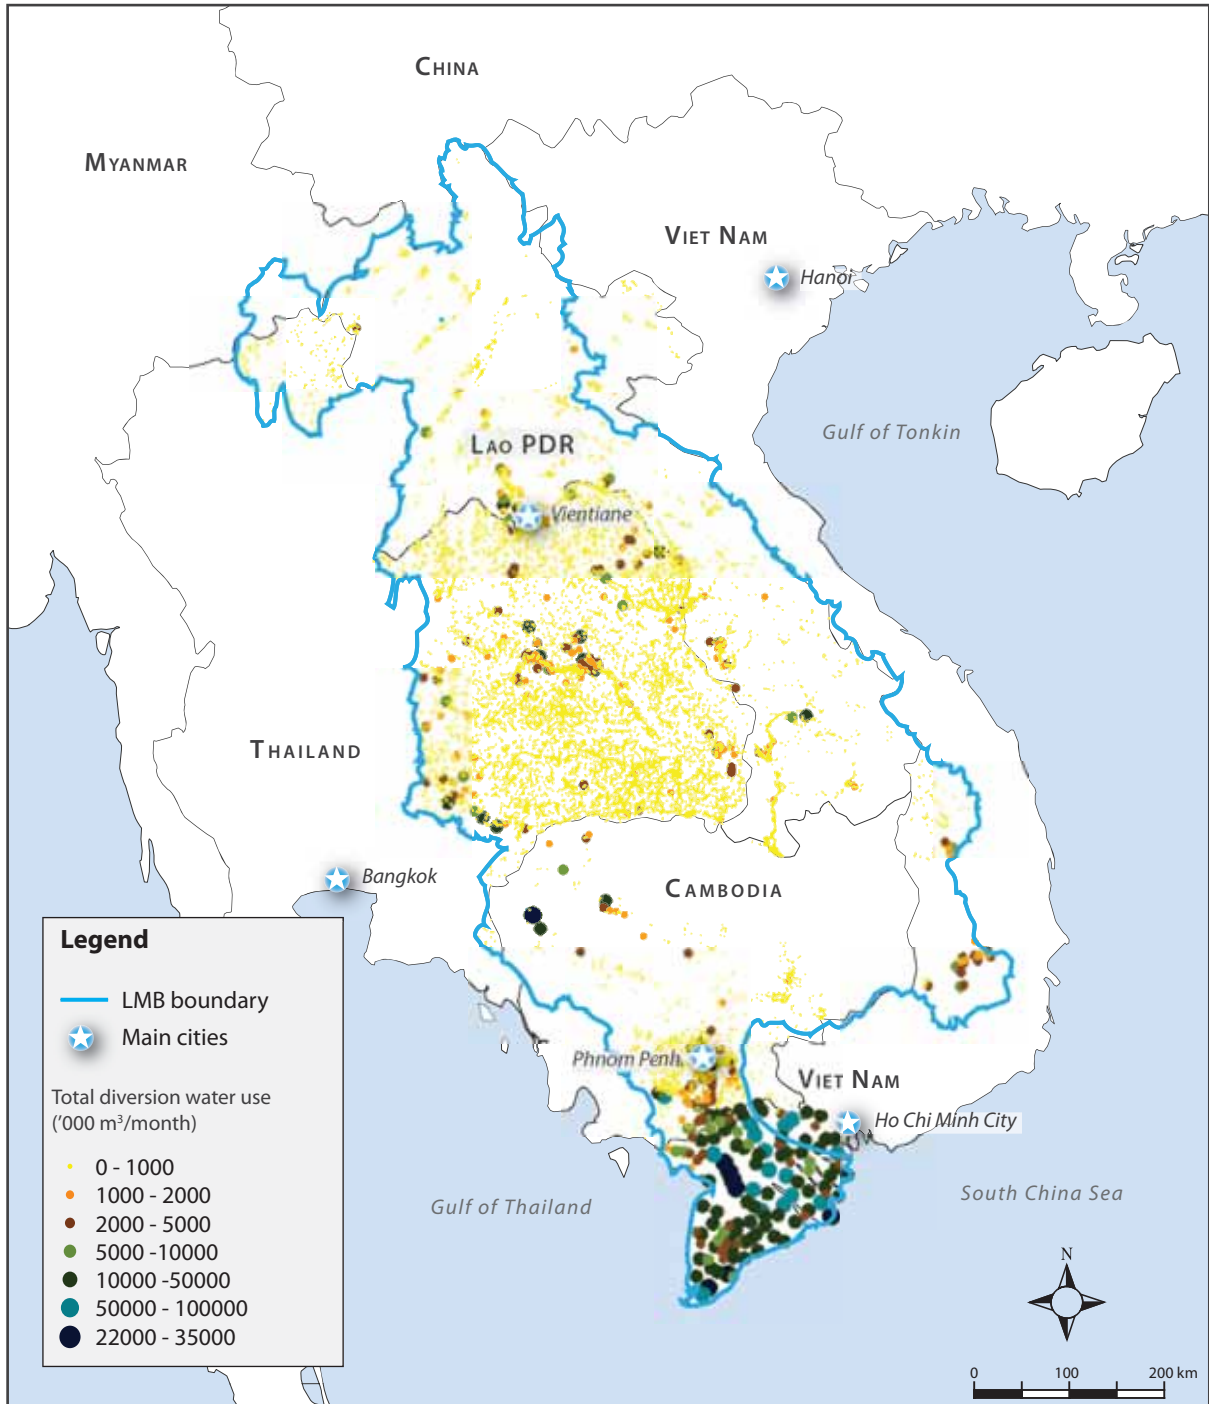 CHINA
MYANMAR
VIET NAM
Hanoi
Gulf of Tonkin
LAO PDR
Vientiane
THAILAND
Bangkok
CAMBODIA
Phnom Penh
VIET NAM
Ho Chi Minh City
Gulf of Thailand
South China Sea
Legend
LMB boundary
Main cities
Total diversion water use
('000 m³/month)
0 - 1000
1000 - 2000
2000 - 5000
5000 -10000
10000 -50000
50000 - 100000
22000 - 35000
N
0 100 200 km